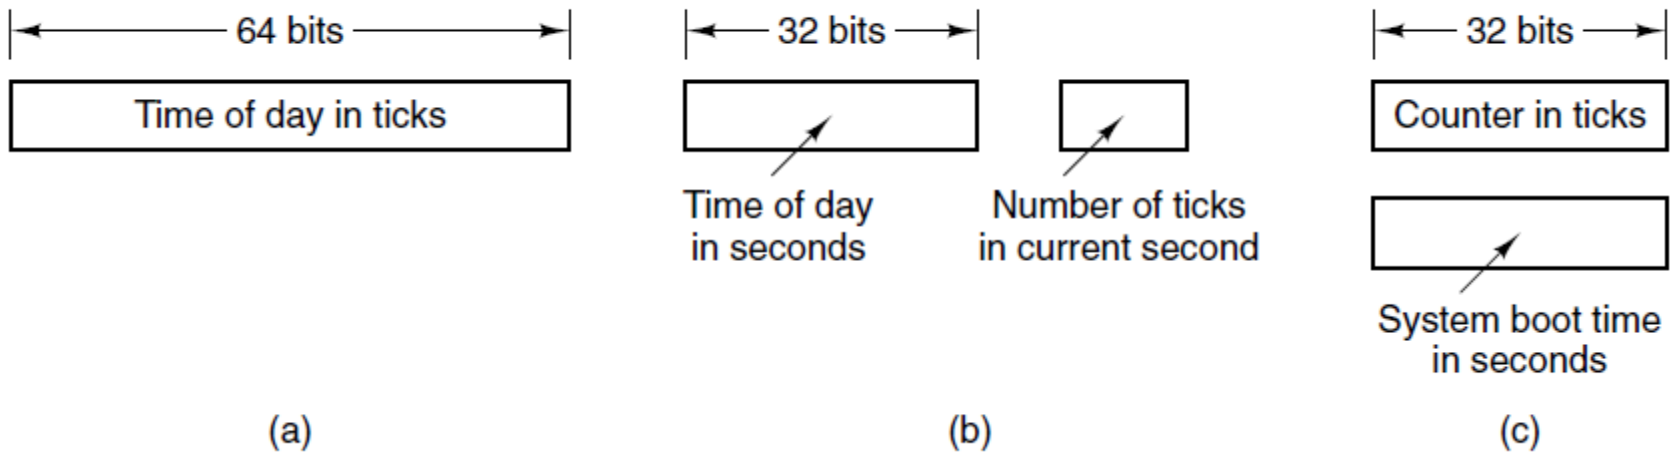 64 bits
Time of day in ticks
(a)
32 bits
Time of day
in seconds
Number of ticks
in current second
(b)
32 bits
Counter in ticks
System boot time
in seconds
(c)